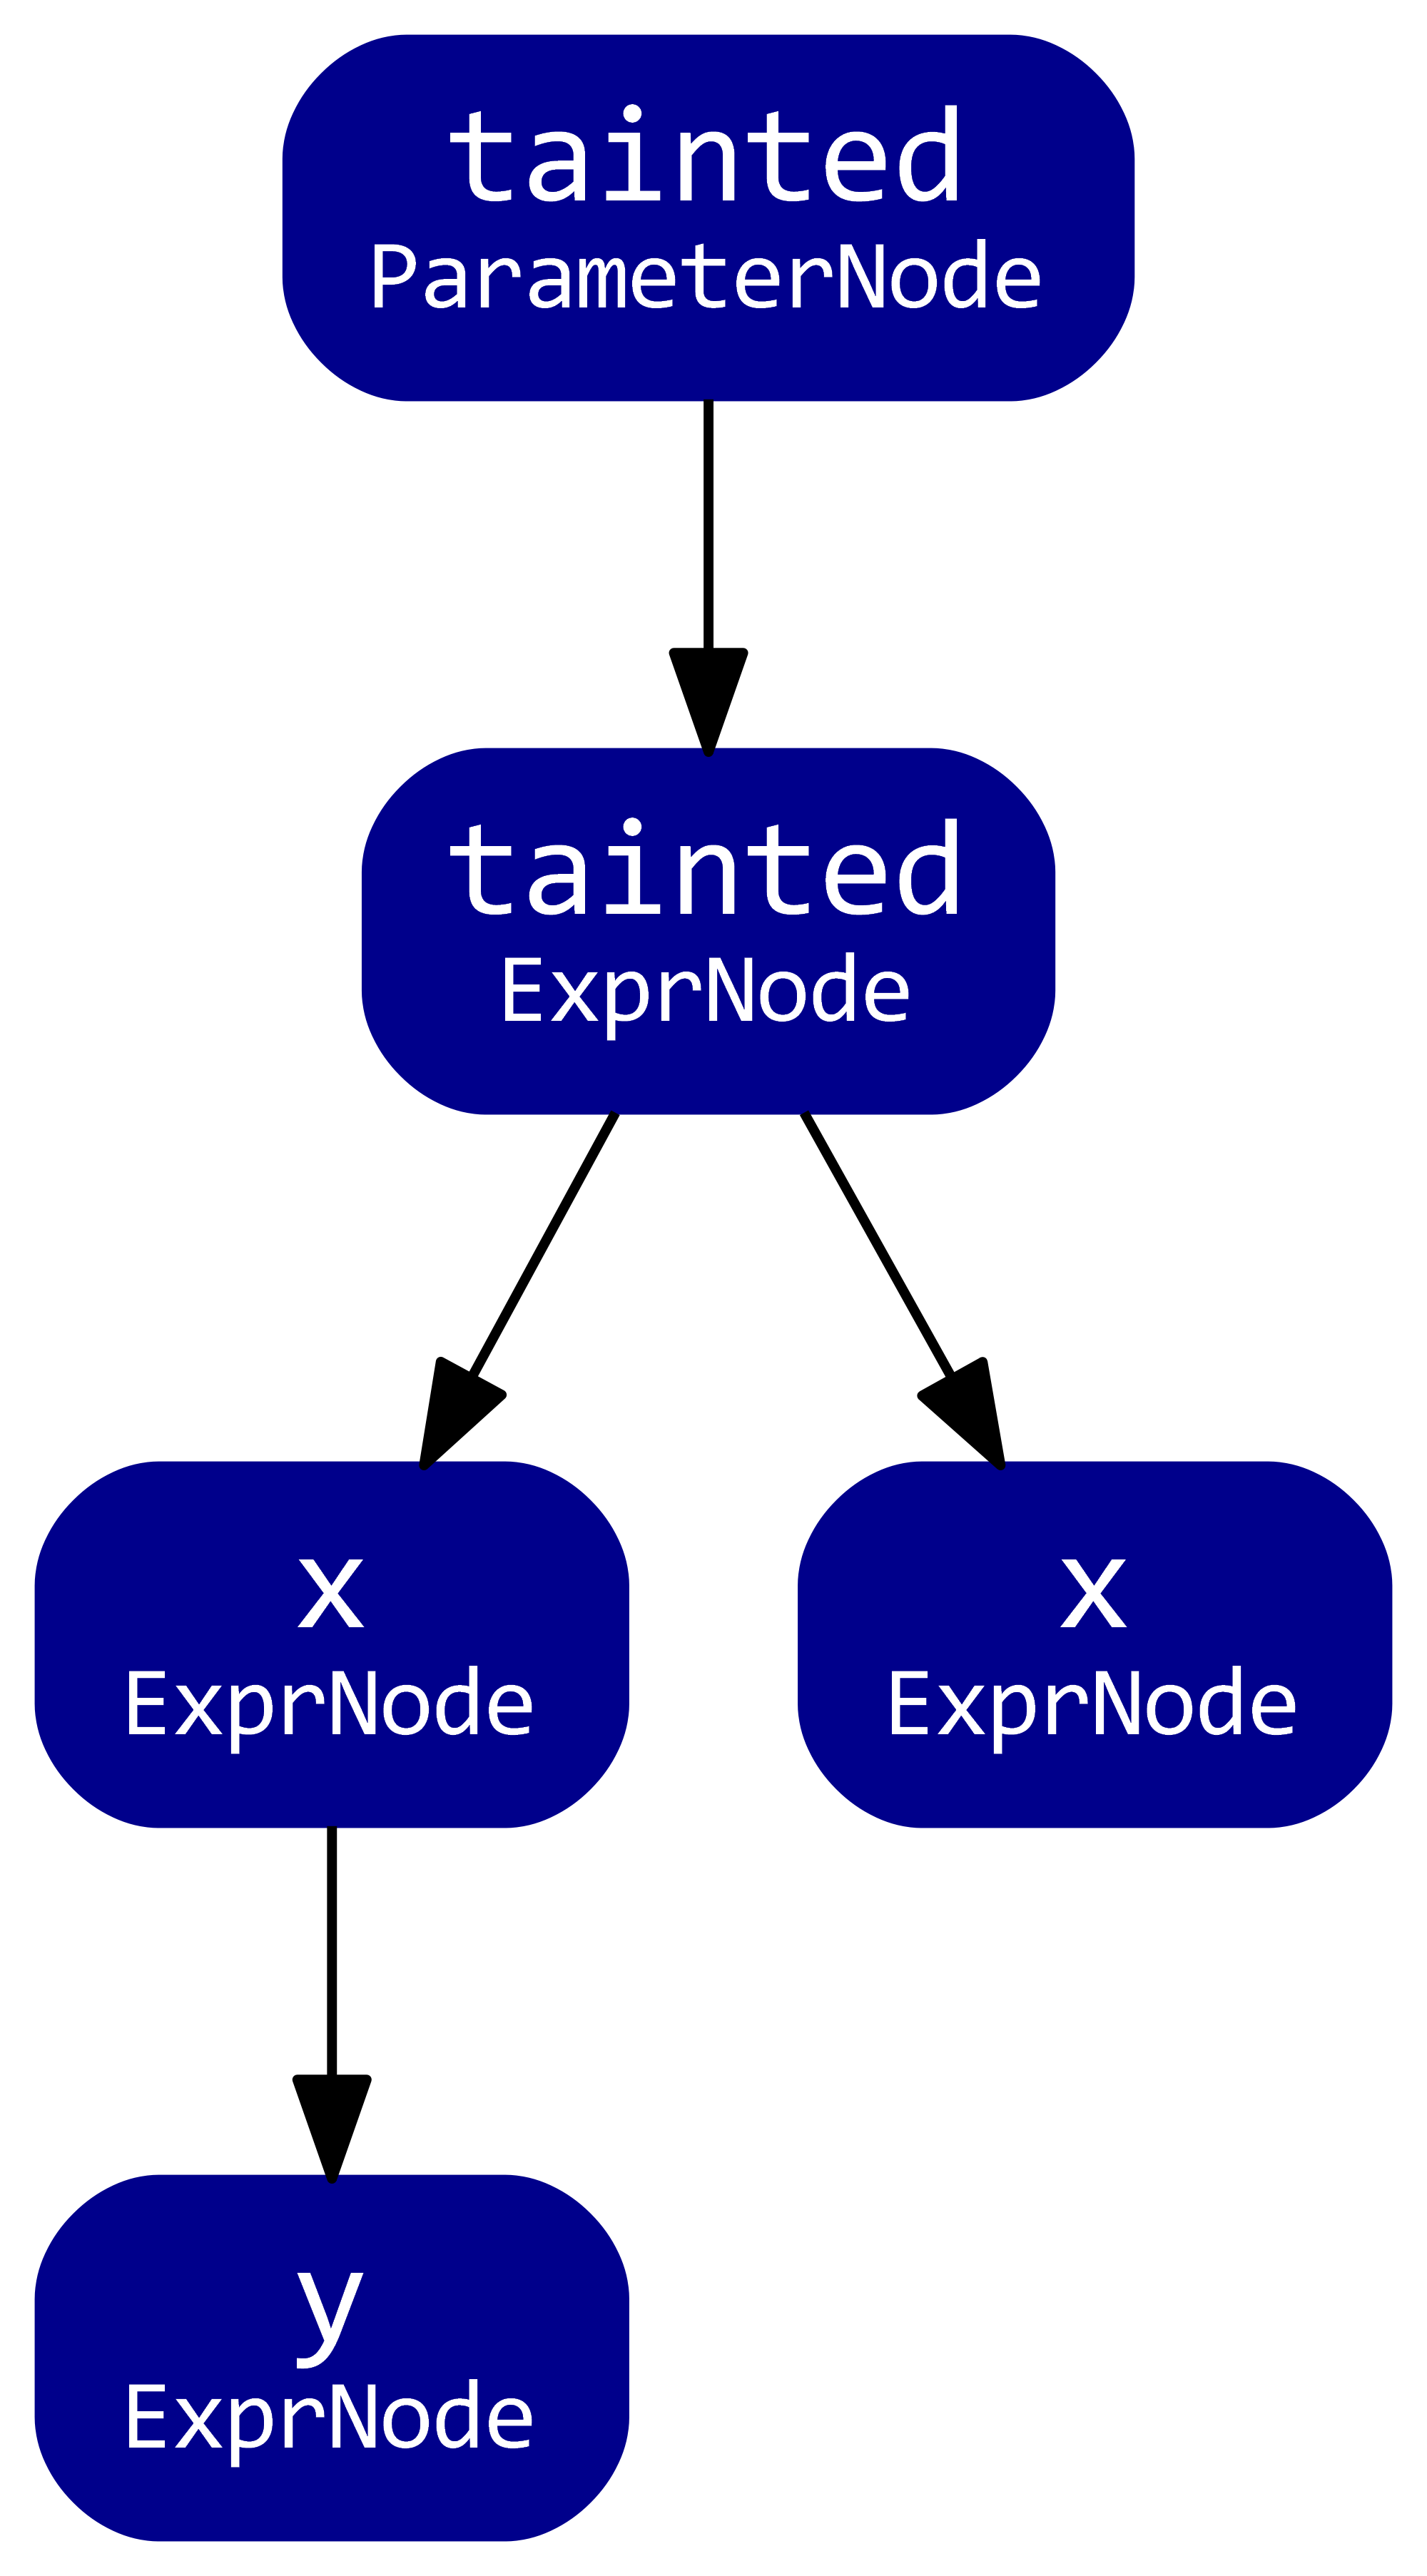 tainted
ParameterNode
tainted
ExprNode
x
ExprNode
x
ExprNode
y
ExprNode